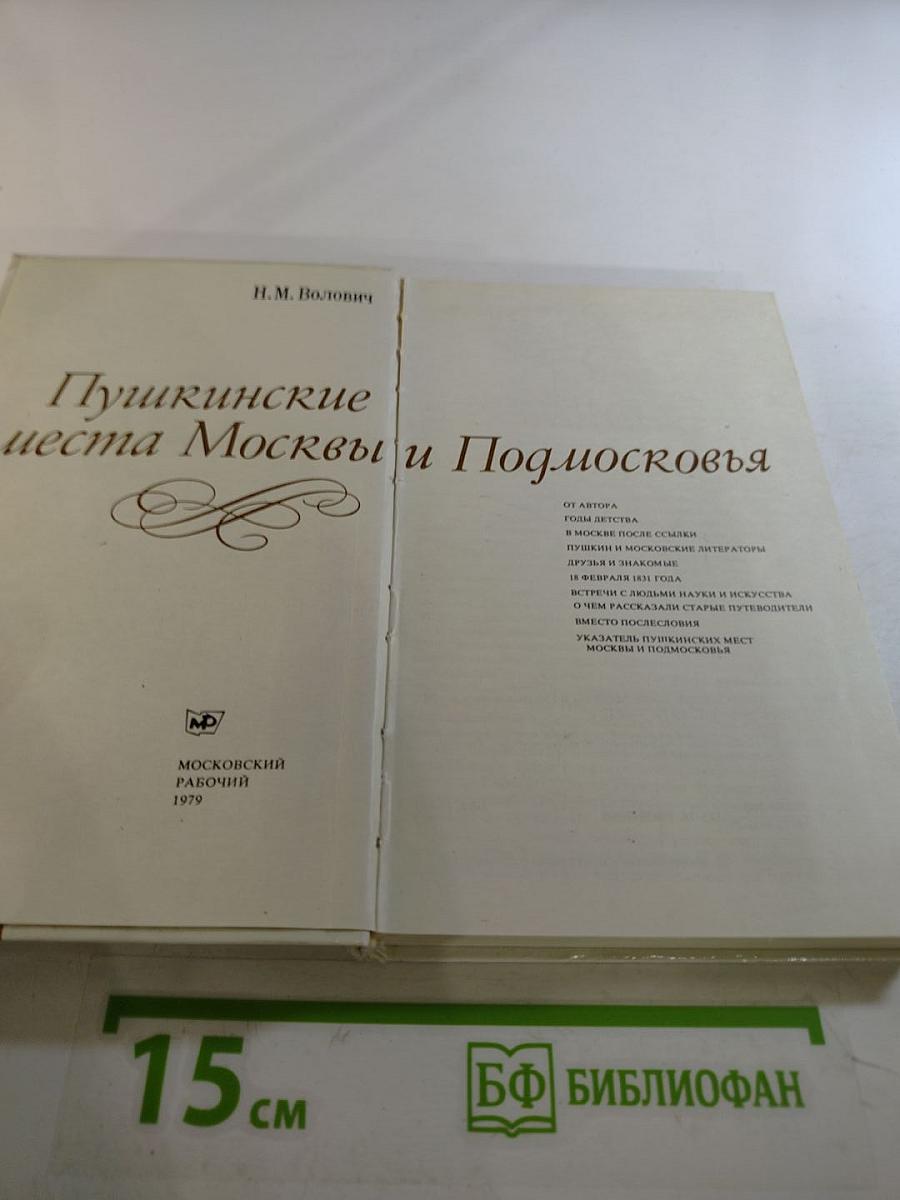 Н. М. Волович
Пушкинские
места Москвы и Подмосковья
ОТ АВТОРА
ГОДЫ ДЕТСТВА
В МОСКВЕ ПОСЛЕ ССЫЛКИ
ПУШКИН И МОСКОВСКИЕ ЛИТЕРАТОРЫ
ДРУЗЬЯ И ЗНАКОМЫЕ
18 ФЕВРАЛЯ 1831 ГОДА
ВСТРЕЧИ С ЛЮДЬМИ НАУКИ И ИСКУССТВА
О ЧЕМ РАССКАЗАЛИ СТАРЫЕ ПУТЕВОДИТЕЛИ
ВМЕСТО ПОСЛЕСЛОВИЯ
УКАЗАТЕЛЬ ПУШКИНСКИХ МЕСТ
МОСКВЫ И ПОДМОСКОВЬЯ
МР
МОСКОВСКИЙ
РАБОЧИЙ
1979
15 см
БФ БИБЛИОФАН